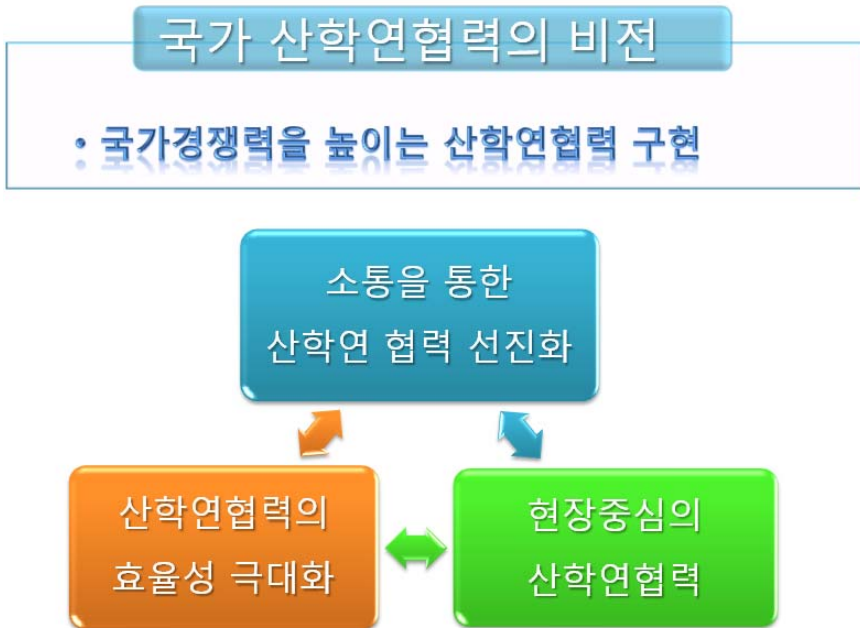 국가 산학연협력의 비전
• 국가경쟁력을 높이는 산학연협력 구현
소통을 통한
산학연 협력 선진화
산학연협력의
효율성 극대화
현장중심의
산학연협력